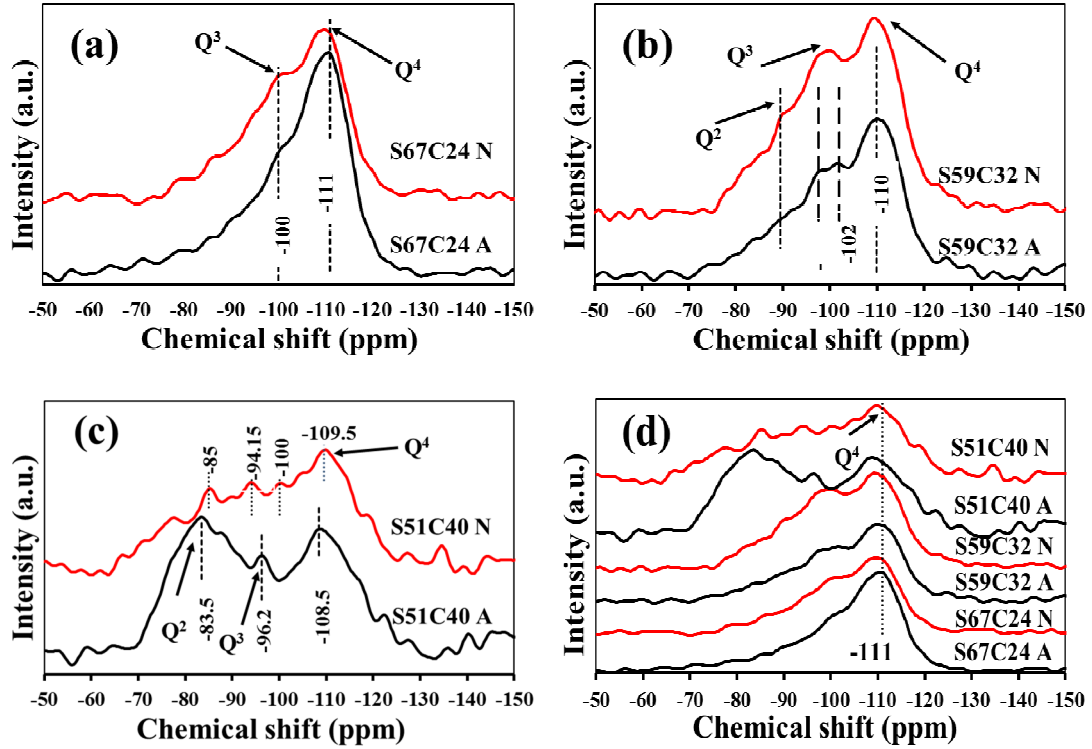 (a)
Q³
Q⁴
S67C24 N
S67C24 A
-100
-111
Intensity (a.u.)
-50 -60 -70 -80 -90 -100 -110 -120 -130 -140 -150
Chemical shift (ppm)
(b)
Q³
Q⁴
Q²
S59C32 N
S59C32 A
-102
-110
Intensity (a.u.)
-50 -60 -70 -80 -90 -100 -110 -120 -130 -140 -150
Chemical shift (ppm)
(c)
-85
-94.15
-100
-109.5
Q⁴
S51C40 N
S51C40 A
Q²
-83.5
Q³
-96.2
-108.5
Intensity (a.u.)
-50 -60 -70 -80 -90 -100 -110 -120 -130 -140 -150
Chemical shift (ppm)
(d)
Q⁴
S51C40 N
S51C40 A
S59C32 N
S59C32 A
S67C24 N
S67C24 A
-111
Intensity (a.u.)
-50 -60 -70 -80 -90 -100 -110 -120 -130 -140 -150
Chemical shift (ppm)